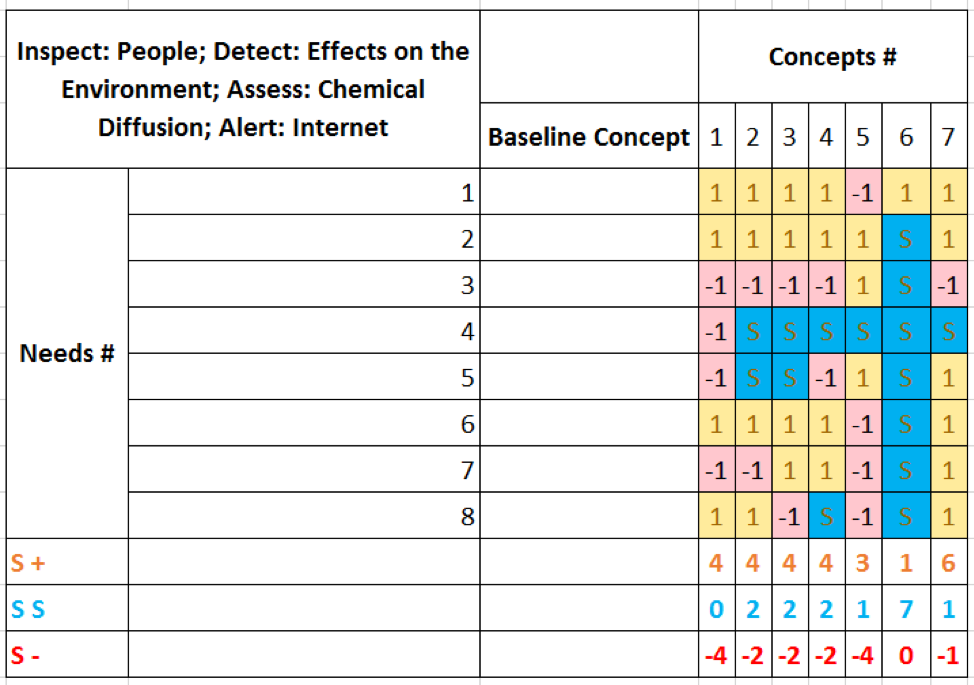 Inspect: People; Detect: Effects on the
Environment; Assess: Chemical
Diffusion; Alert: Internet
Concepts #
Baseline Concept 1 2 3 4 5 6 7
Needs #
1 1 1 1 1 -1 1 1
2 1 1 1 1 1 S 1
3 -1 -1 -1 -1 1 S -1
4 -1 S S S S S S
5 -1 S S -1 1 S 1
6 1 1 1 1 -1 S 1
7 -1 -1 1 1 -1 S 1
8 1 1 -1 S -1 S 1
S + 4 4 4 4 3 1 6
S S 0 2 2 2 1 7 1
S - -4 -2 -2 -2 -4 0 -1